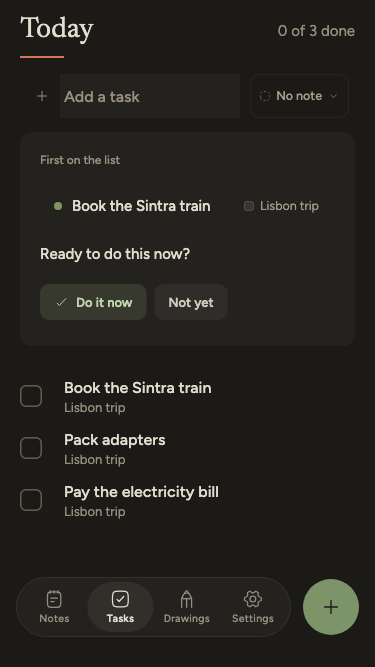 Today
0 of 3 done
Add a task
No note
First on the list
Book the Sintra train
Lisbon trip
Ready to do this now?
Do it now
Not yet
Book the Sintra train
Lisbon trip
Pack adapters
Lisbon trip
Pay the electricity bill
Lisbon trip
Notes
Tasks
Drawings
Settings